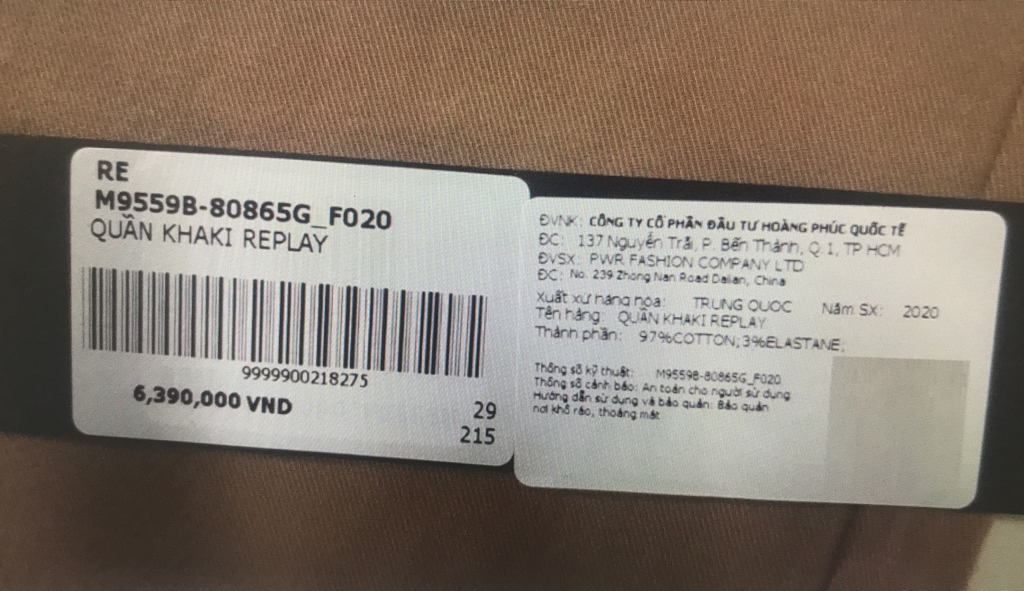 RE
M9559B-80865G_F020
QUẦN KHAKI REPLAY
9999900218275
6,390,000 VND
29
215
ĐVNK: CÔNG TY CỔ PHẦN ĐẦU TƯ HOÀNG PHÚC QUỐC TẾ
ĐC: 137 Nguyễn Trãi, P. Bến Thành, Q.1, TP HCM
ĐVSX: PWR FASHION COMPANY LTD
ĐC: No. 239 Zhong Nan Road Dalian, China
Xuất xứ hàng hóa: TRUNG QUOC Năm SX: 2020
Tên hàng: QUẦN KHAKI REPLAY
Thành phần: 97%COTTON;3%ELASTANE;
Thông số kỹ thuật: M9559B-80865G_F020
Thông số cảnh báo: An toàn cho người sử dụng
Hướng dẫn sử dụng và bảo quản: Bảo quản
nơi khô ráo, thoáng mát